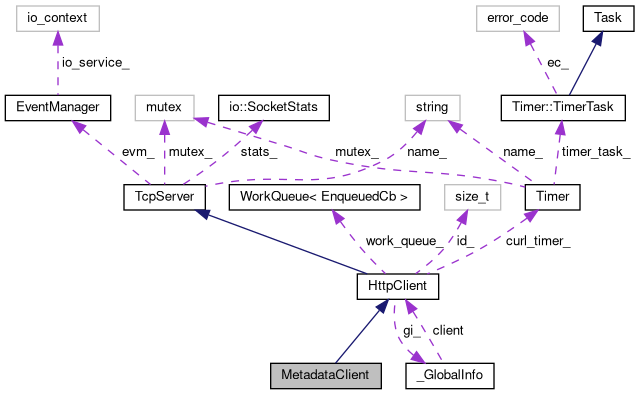 io_context
error_code
Task
io_service_
ec_
EventManager
mutex
io::SocketStats
string
Timer::TimerTask
evm_
mutex_
stats_
mutex_
name_
name_
timer_task_
TcpServer
WorkQueue< EnqueuedCb >
size_t
Timer
work_queue_
id_
curl_timer_
HttpClient
gi_
client
MetadataClient
_GlobalInfo